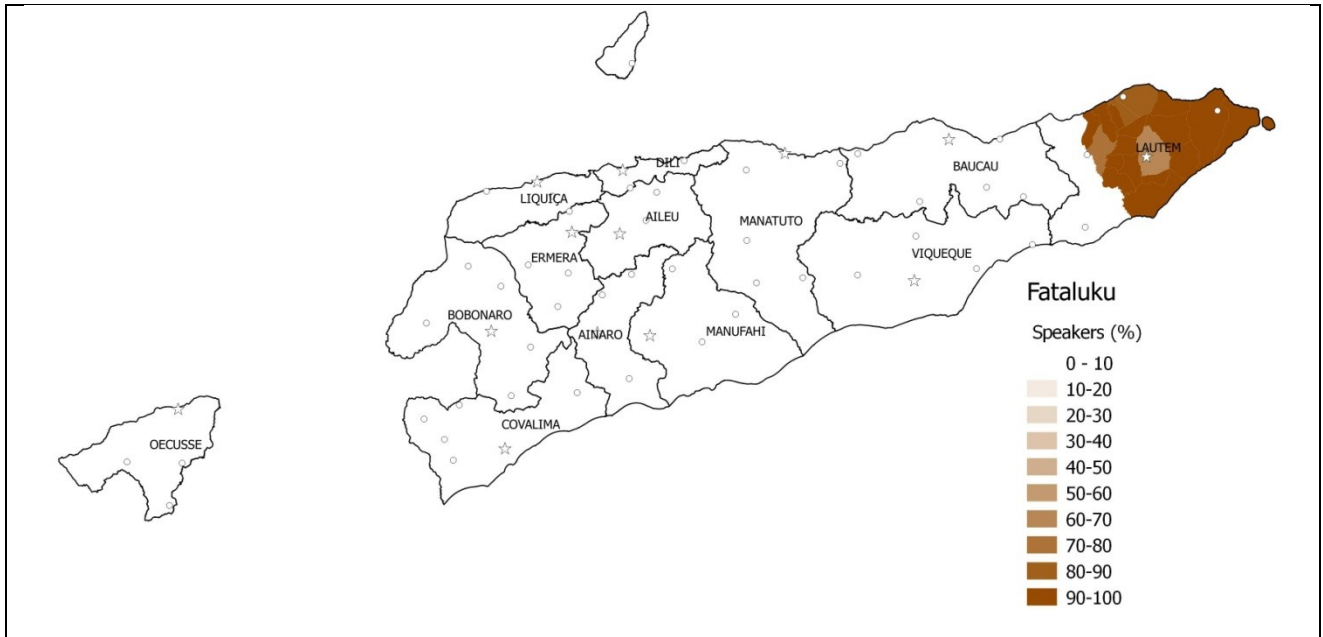 DILI
LAUTEM
BAUCAU
LIQUIÇA
AILEU
MANATUTO
ERMERA
VIQUEQUE
BOBONARO
AINARO
MANUFAHI
COVALIMA
OECUSSE
Fataluku
Speakers (%)
0 - 10
10-20
20-30
30-40
40-50
50-60
60-70
70-80
80-90
90-100